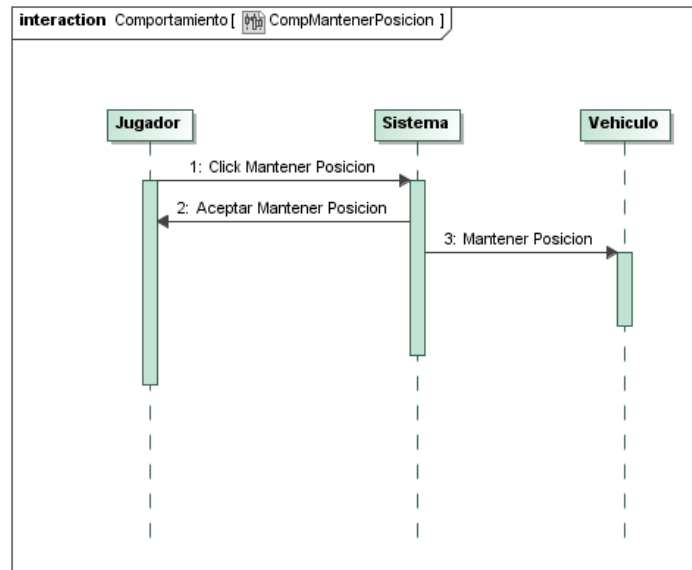 interaction Comportamiento [ CompMantenerPosicion ]
Jugador
Sistema
Vehiculo
1: Click Mantener Posicion
2: Aceptar Mantener Posicion
3: Mantener Posicion